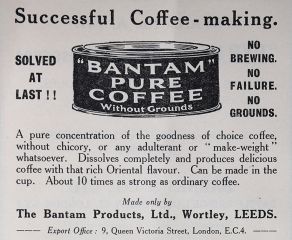 Successful Coffee-making.
SOLVED
AT
LAST!!
"BANTAM"
PURE
COFFEE
Without Grounds
NO
BREWING.
NO
FAILURE.
NO
GROUNDS.
A pure concentration of the goodness of choice coffee,
without chicory, or any adulterant or "make-weight"
whatsoever. Dissolves completely and produces delicious
coffee with that rich Oriental flavour. Can be made in the
cup. About 10 times as strong as ordinary coffee.
Made only by
The Bantam Products, Ltd., Wortley, LEEDS.
Export Office: 9, Queen Victoria Street, London, E.C.4.